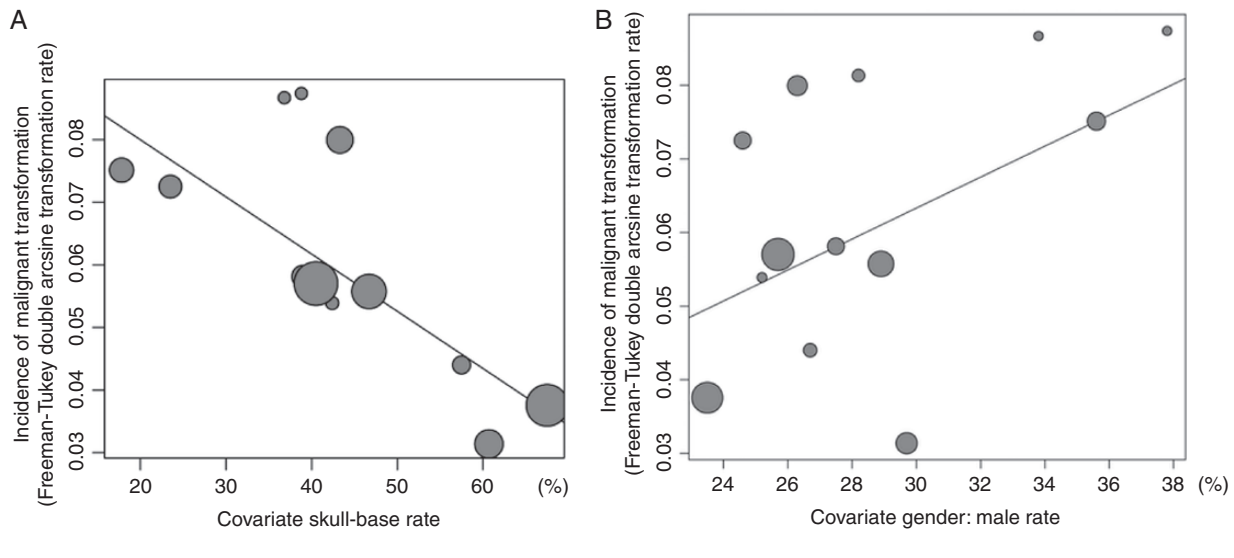 A
Incidence of malignant transformation
(Freeman-Tukey double arcsine transformation rate)
0.08
0.07
0.06
0.05
0.04
0.03
20 30 40 50 60 (%)
Covariate skull-base rate
B
Incidence of malignant transformation
(Freeman-Tukey double arcsine transformation rate)
0.08
0.07
0.06
0.05
0.04
0.03
24 26 28 30 32 34 36 38 (%)
Covariate gender: male rate